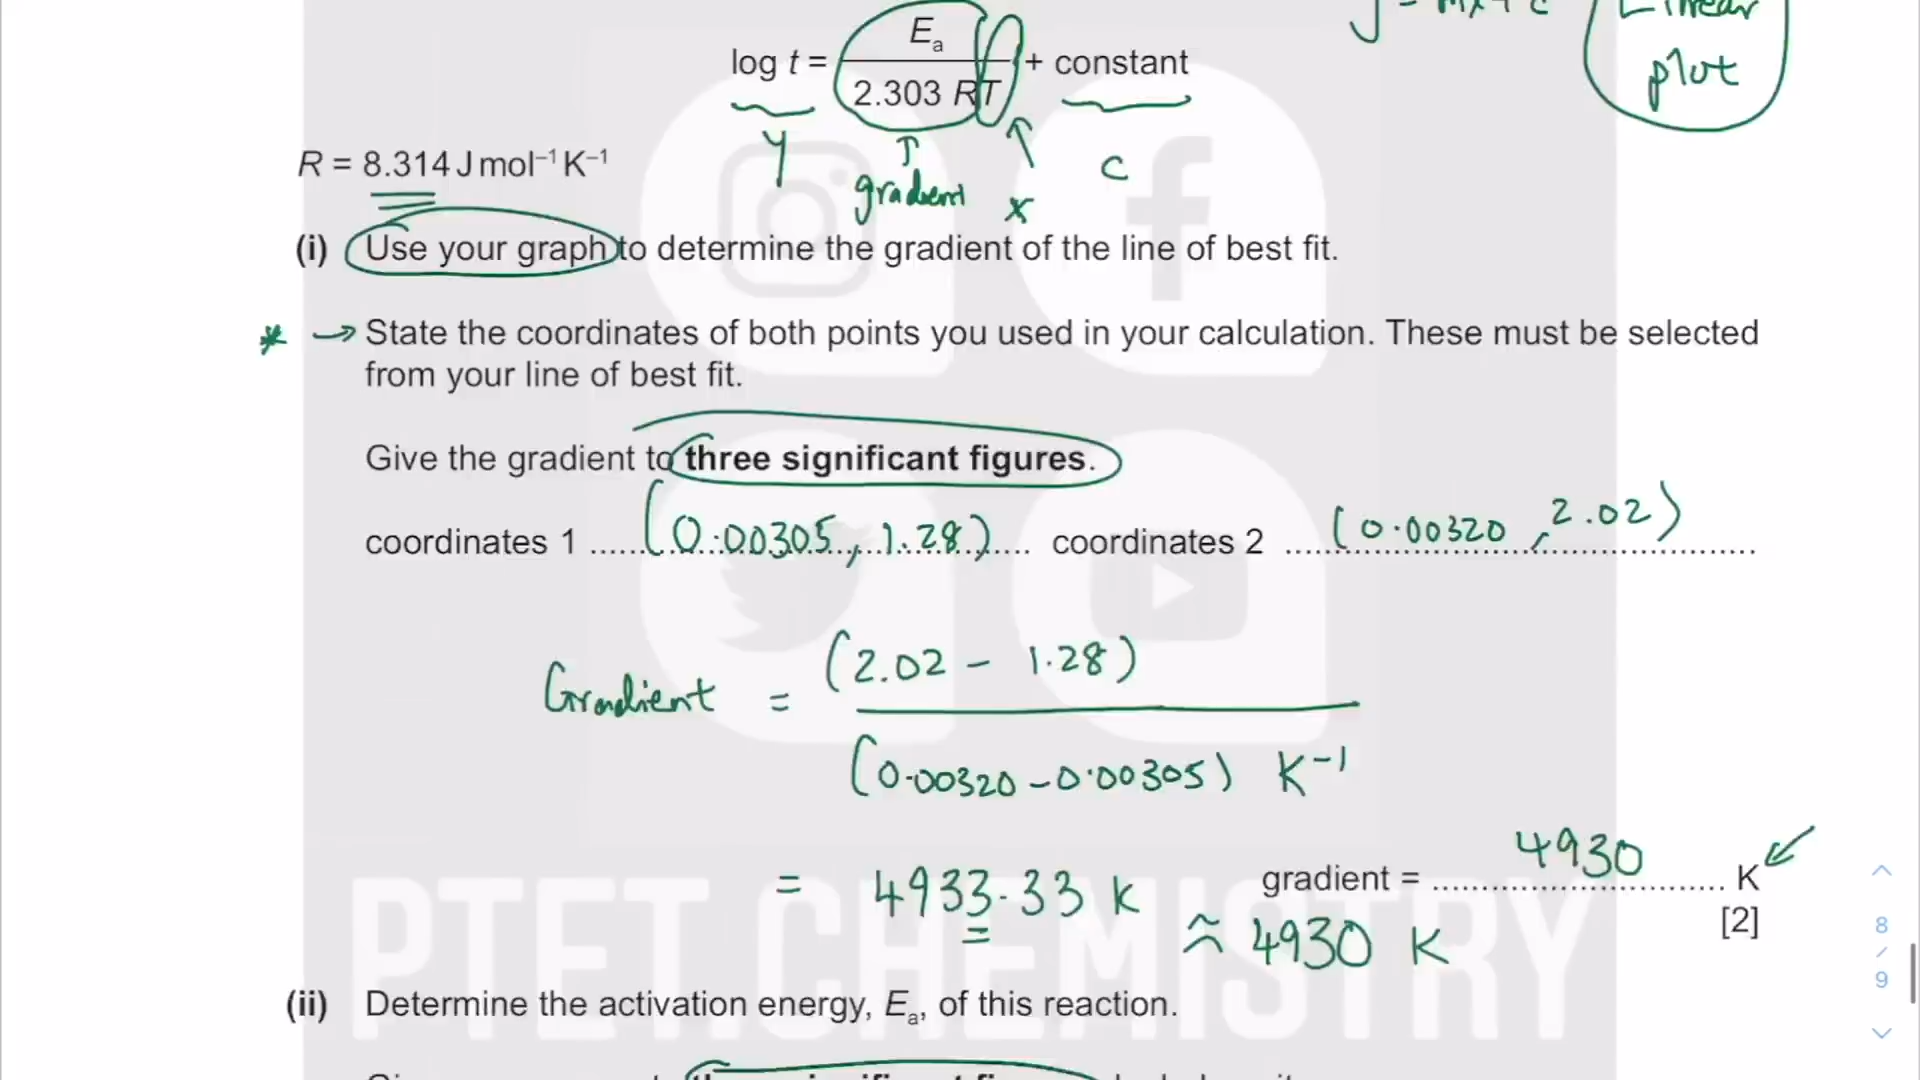 y = mx + c
Linear
plot
log t = Ea / 2.303 RT + constant
y
gradient
x
c
R = 8.314 J mol⁻¹ K⁻¹
(i) Use your graph to determine the gradient of the line of best fit.
* → State the coordinates of both points you used in your calculation. These must be selected
from your line of best fit.
Give the gradient to three significant figures.
coordinates 1 ..... (0.00305, 1.28) .... coordinates 2 ..... (0.00320, 2.02) .....
(2.02 - 1.28)
Gradient = 
(0.00320 - 0.00305) K⁻¹
= 4933.33 K
gradient = ..... 4930 ..... K
≈ 4930 K
[2]
PTET CHEMISTRY
(ii) Determine the activation energy, Ea, of this reaction.
8
/
9